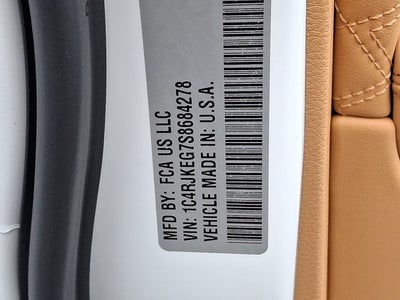 MFD BY: FCA US LLC
VIN: 1C4RJKEG7S8684278
VEHICLE MADE IN: U.S.A.